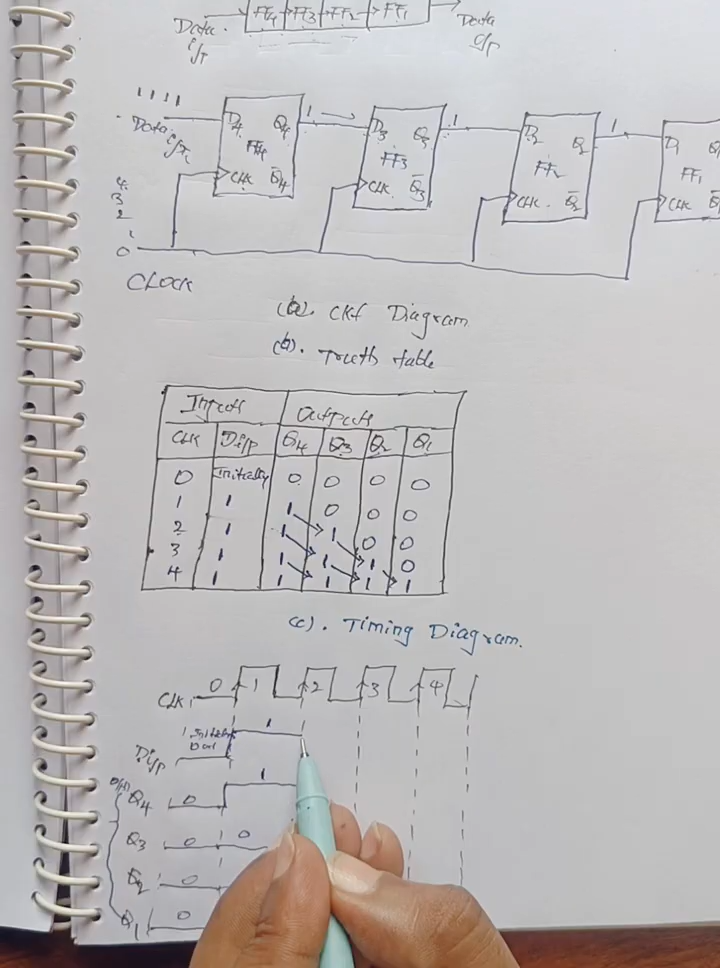 FF4 FF3 FF2 FF1
Data i/p Data o/p
1 1 1 1
Data i/p
D4 Q4 1 D3 Q3 1 D2 Q2 1 D1
FF4 FF3 FF2 FF1
CLK Q̅4 CLK Q̅3 CLK Q̅2 CLK
4
3
2
1
0
CLOCK
(a). Ckt Diagram
(b). Truth table
Inputs Outputs
CLK D i/p Q4 Q3 Q2 Q1
0 Initially 0 0 0 0
1 1 1 0 0 0
2 1 1 1 0 0
3 1 1 1 1 0
4 1 1 1 1 1
(c). Timing Diagram.
CLK 0 1 2 3 4
D i/p 1
Q4 0 1
Q3 0 0
Q2 0
Q1 0